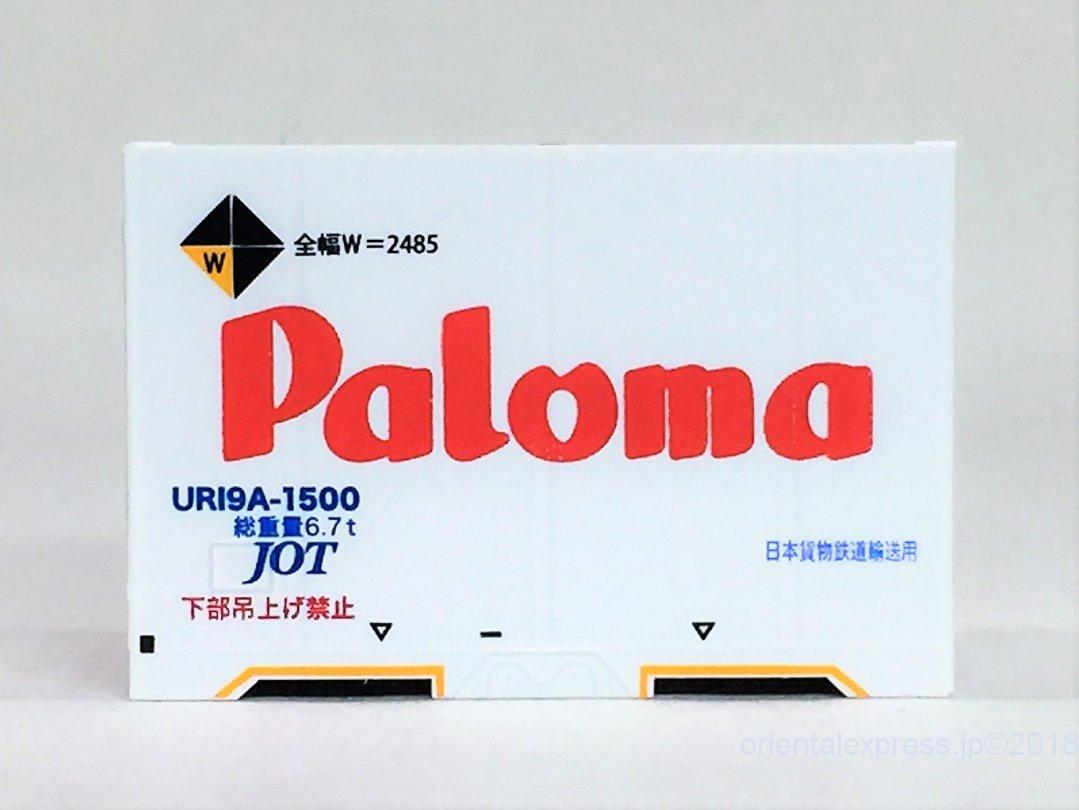 W 全幅W=2485
Paloma
URI9A-1500
総重量6.7t
JOT
日本貨物鉄道輸送用
下部吊上げ禁止
orientalexpress.jp©2018